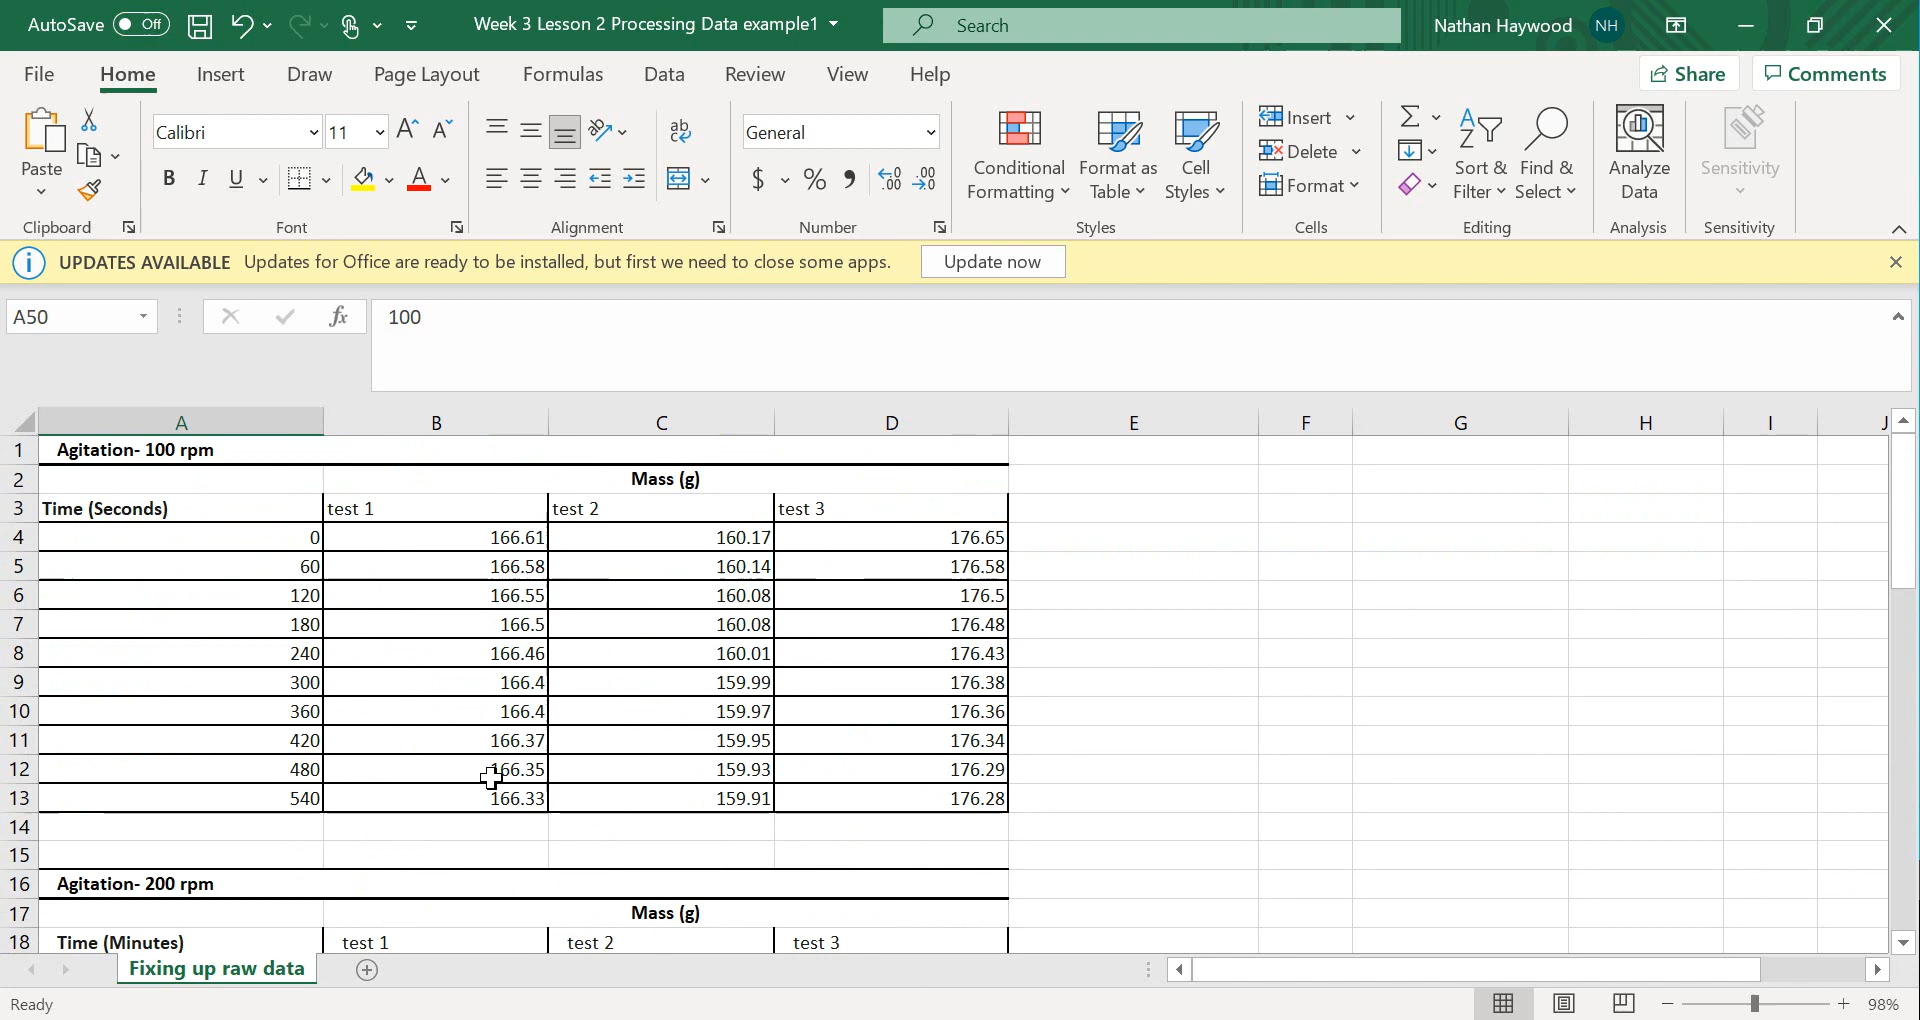 AutoSave Off Week 3 Lesson 2 Processing Data example1 Search Nathan Haywood NH
File Home Insert Draw Page Layout Formulas Data Review View Help Share Comments
Paste
Calibri 11
B I U
A A A
ab
General
$ % 9 .00 .00
Conditional Formatting
Format as Table
Cell Styles
Insert
Delete
Format
Sort & Filter
Find & Select
Analyze Data
Sensitivity
Clipboard Font Alignment Number Styles Cells Editing Analysis Sensitivity
UPDATES AVAILABLE Updates for Office are ready to be installed, but first we need to close some apps. Update now
A50 fx 100
A B C D E F G H I J
1 Agitation- 100 rpm
2 Mass (g)
3 Time (Seconds) test 1 test 2 test 3
4 0 166.61 160.17 176.65
5 60 166.58 160.14 176.58
6 120 166.55 160.08 176.5
7 180 166.5 160.08 176.48
8 240 166.46 160.01 176.43
9 300 166.4 159.99 176.38
10 360 166.4 159.97 176.36
11 420 166.37 159.95 176.34
12 480 166.35 159.93 176.29
13 540 166.33 159.91 176.28
14
15
16 Agitation- 200 rpm
17 Mass (g)
18 Time (Minutes) test 1 test 2 test 3
Fixing up raw data
Ready 98%